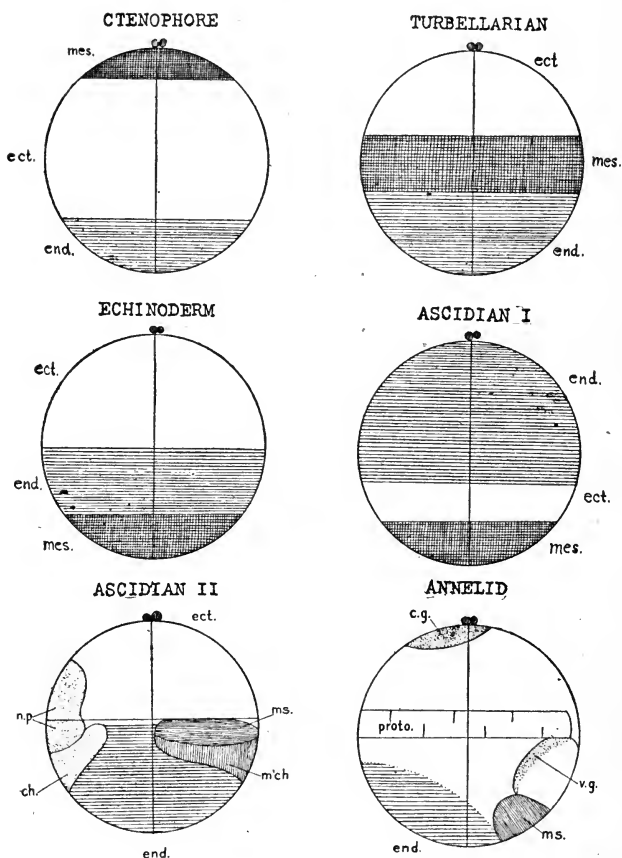 CTENOPHORE
mes.
ect.
end.
TURBELLARIAN
ect
mes.
end.
ECHINODERM
ect.
end.
mes.
ASCIDIAN I
end.
ect.
mes.
ASCIDIAN II
ect.
n.p.
ch.
ms.
m'ch
end.
ANNELID
c.g.
proto.
v.g.
ms.
end.